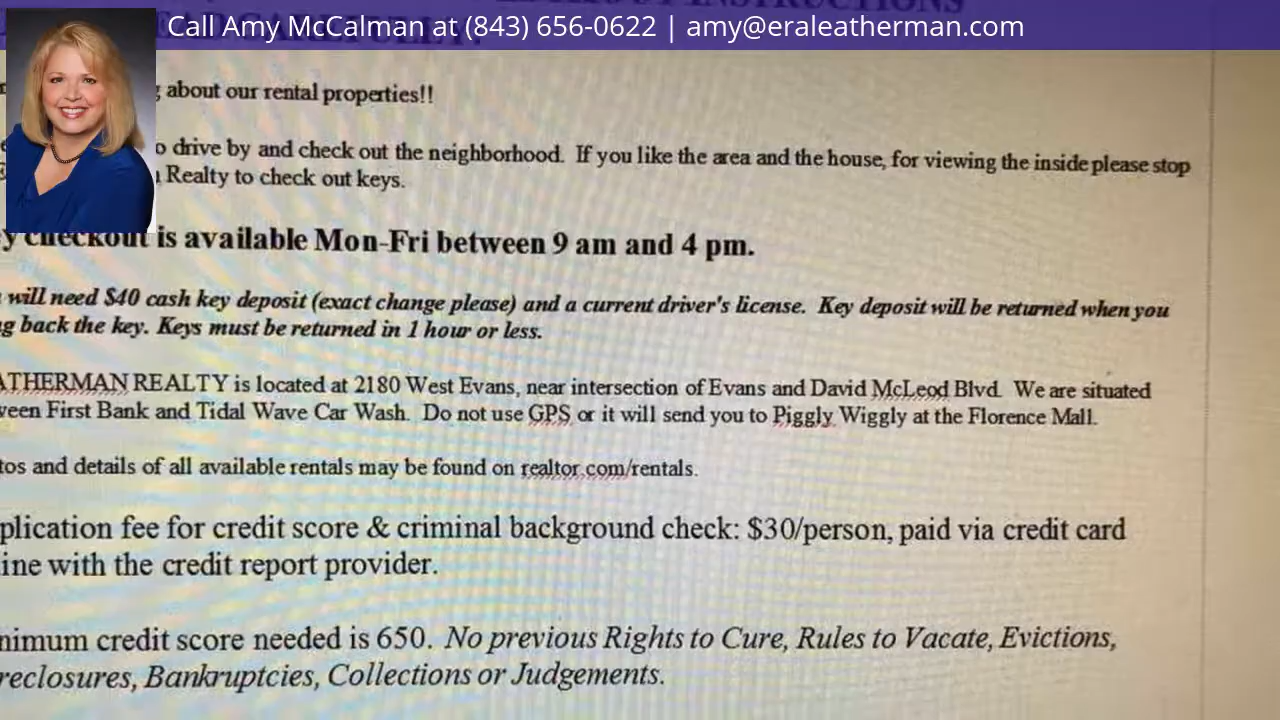 INSTRUCTIONS
Call Amy McCalman at (843) 656-0622 | amy@eraleatherman.com
about our rental properties!!
o drive by and check out the neighborhood. If you like the area and the house, for viewing the inside please stop
Realty to check out keys.
y checkout is available Mon-Fri between 9 am and 4 pm.
will need $40 cash key deposit (exact change please) and a current driver's license. Key deposit will be returned when you
g back the key. Keys must be returned in 1 hour or less.
ATHERMAN REALTY is located at 2180 West Evans, near intersection of Evans and David McLeod Blvd. We are situated
veen First Bank and Tidal Wave Car Wash. Do not use GPS or it will send you to Piggly Wiggly at the Florence Mall.
tos and details of all available rentals may be found on realtor.com/rentals.
plication fee for credit score & criminal background check: $30/person, paid via credit card
ine with the credit report provider.
nimum credit score needed is 650. No previous Rights to Cure, Rules to Vacate, Evictions,
reclosures, Bankruptcies, Collections or Judgements.